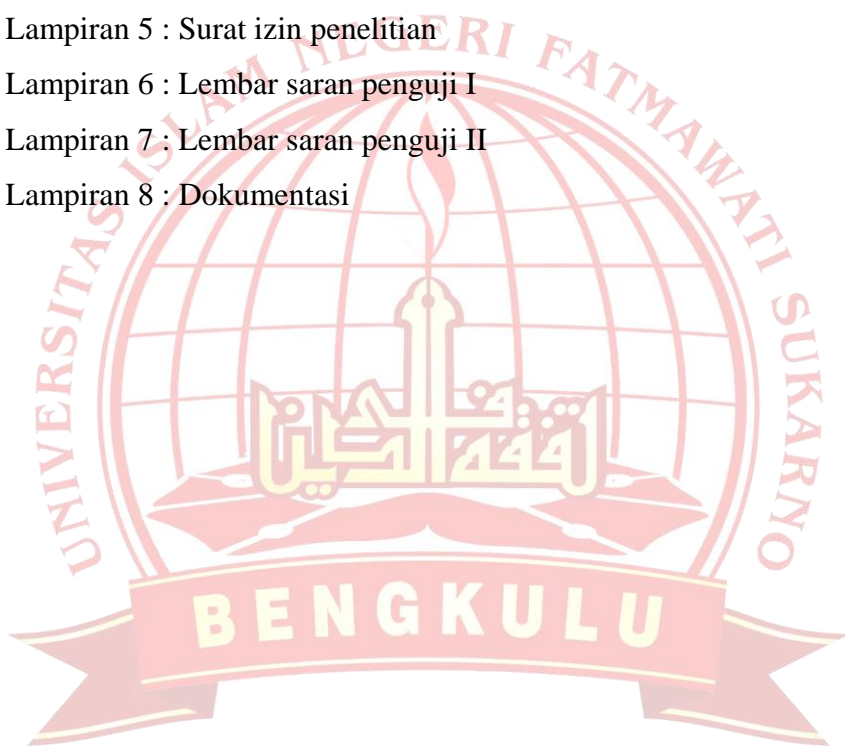 Lampiran 5 : Surat izin penelitian
Lampiran 6 : Lembar saran penguji I
Lampiran 7 : Lembar saran penguji II
Lampiran 8 : Dokumentasi
UNIVERSITAS ISLAM NEGERI FATMAWATI SUKARNO
BENGKULU